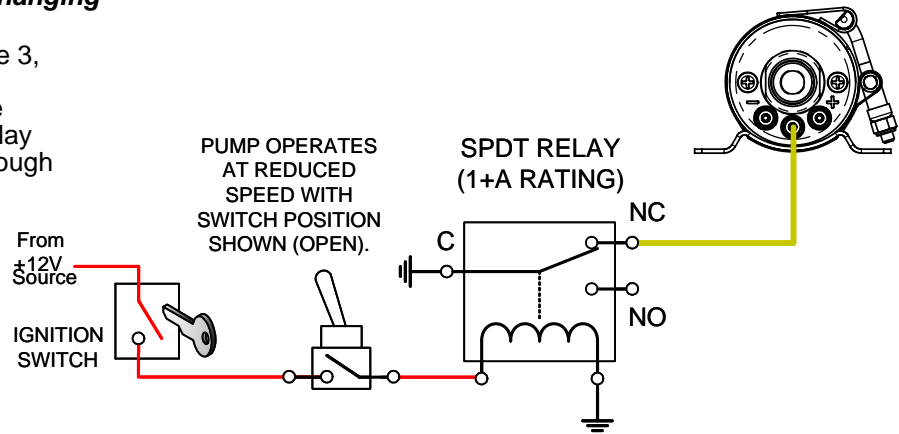 hanging
e 3,
e
lay
ough
PUMP OPERATES
AT REDUCED
SPEED WITH
SWITCH POSITION
SHOWN (OPEN).
SPDT RELAY
(1+A RATING)
NC
C
NO
From
+12V
Source
IGNITION
SWITCH
− +